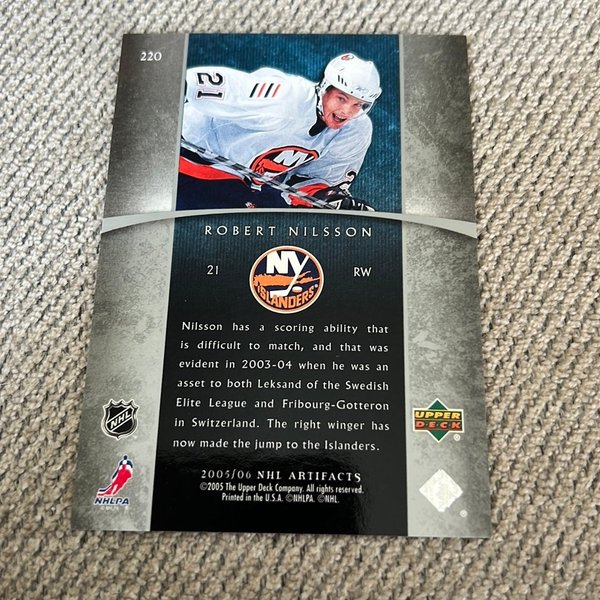 220
21
ROBERT NILSSON
21
RW
NY
ISLANDERS
Nilsson has a scoring ability that
is difficult to match, and that was
evident in 2003-04 when he was an
asset to both Leksand of the Swedish
Elite League and Fribourg-Gotteron
in Switzerland. The right winger has
now made the jump to the Islanders.
NHL
UPPER
DECK
®
NHLPA
2005/06 NHL ARTIFACTS
©2005 The Upper Deck Company. All rights reserved.
Printed in the U.S.A. ©NHLPA. ©NHL.
®